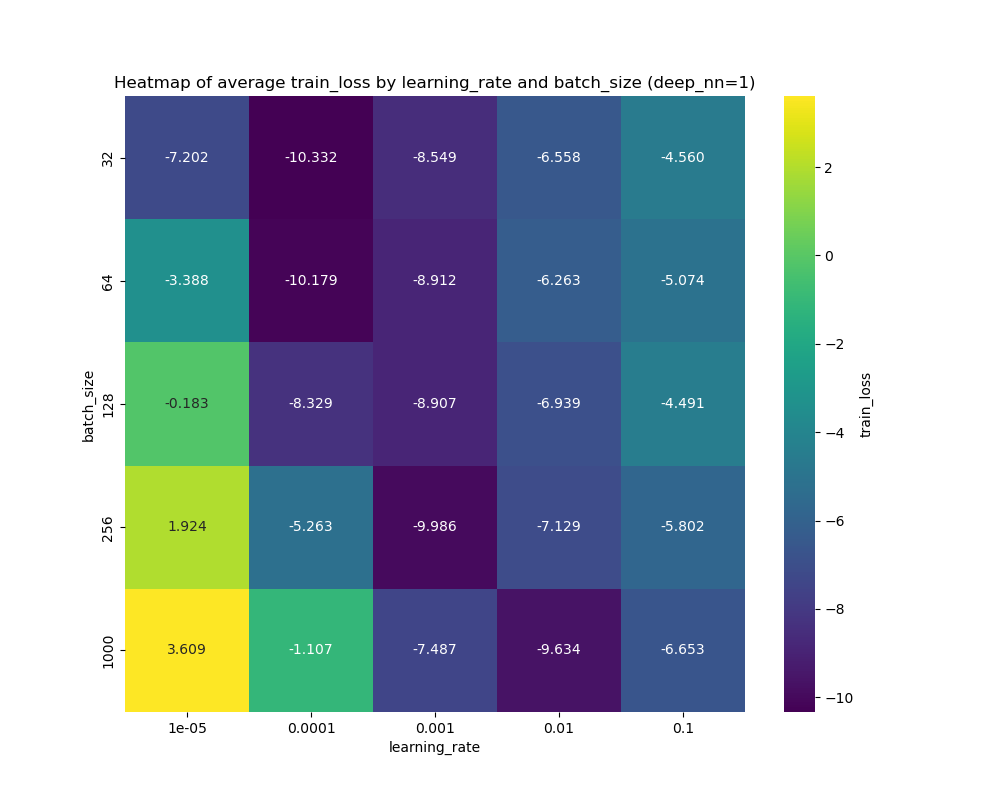 Heatmap of average train_loss by learning_rate and batch_size (deep_nn=1)
32 -7.202 -10.332 -8.549 -6.558 -4.560
64 -3.388 -10.179 -8.912 -6.263 -5.074
128 -0.183 -8.329 -8.907 -6.939 -4.491
256 1.924 -5.263 -9.986 -7.129 -5.802
1000 3.609 -1.107 -7.487 -9.634 -6.653
1e-05 0.0001 0.001 0.01 0.1
learning_rate
batch_size
2
0
−2
−4
−6
−8
−10
train_loss